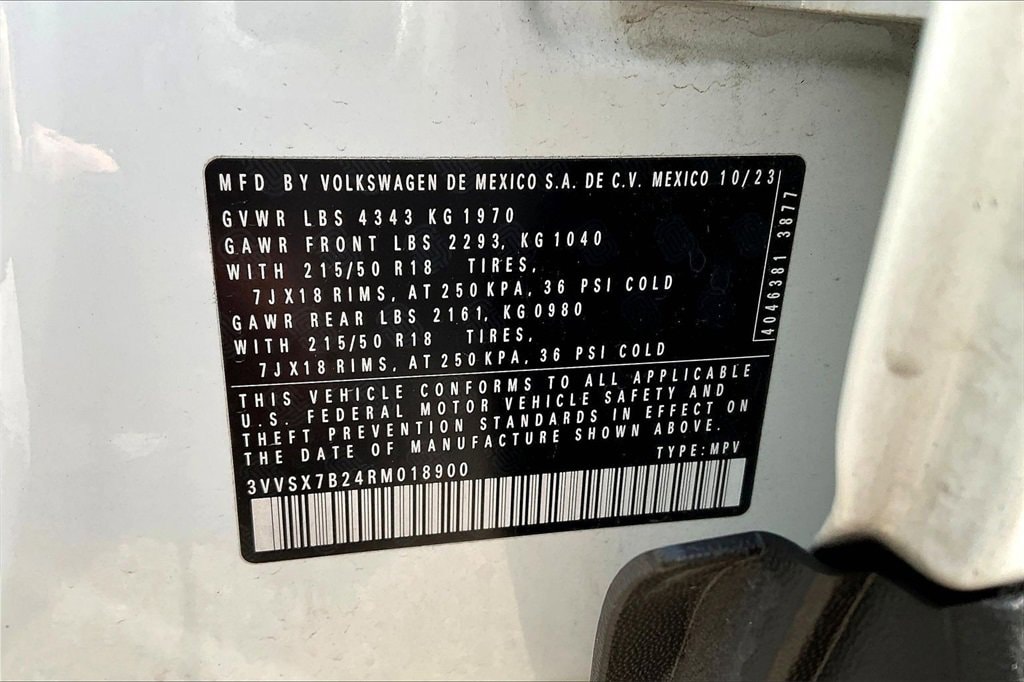 MFD BY VOLKSWAGEN DE MEXICO S.A. DE C.V. MEXICO 10/23
GVWR LBS 4343 KG 1970
GAWR FRONT LBS 2293, KG 1040
WITH 215/50 R18 TIRES,
7JX18 RIMS, AT 250 KPA, 36 PSI COLD
GAWR REAR LBS 2161, KG 0980
WITH 215/50 R18 TIRES,
7JX18 RIMS, AT 250 KPA, 36 PSI COLD
4046381 3877
THIS VEHICLE CONFORMS TO ALL APPLICABLE
U.S. FEDERAL MOTOR VEHICLE SAFETY AND
THEFT PREVENTION STANDARDS IN EFFECT ON
THE DATE OF MANUFACTURE SHOWN ABOVE.
TYPE: MPV
3VVSX7B24RM018900